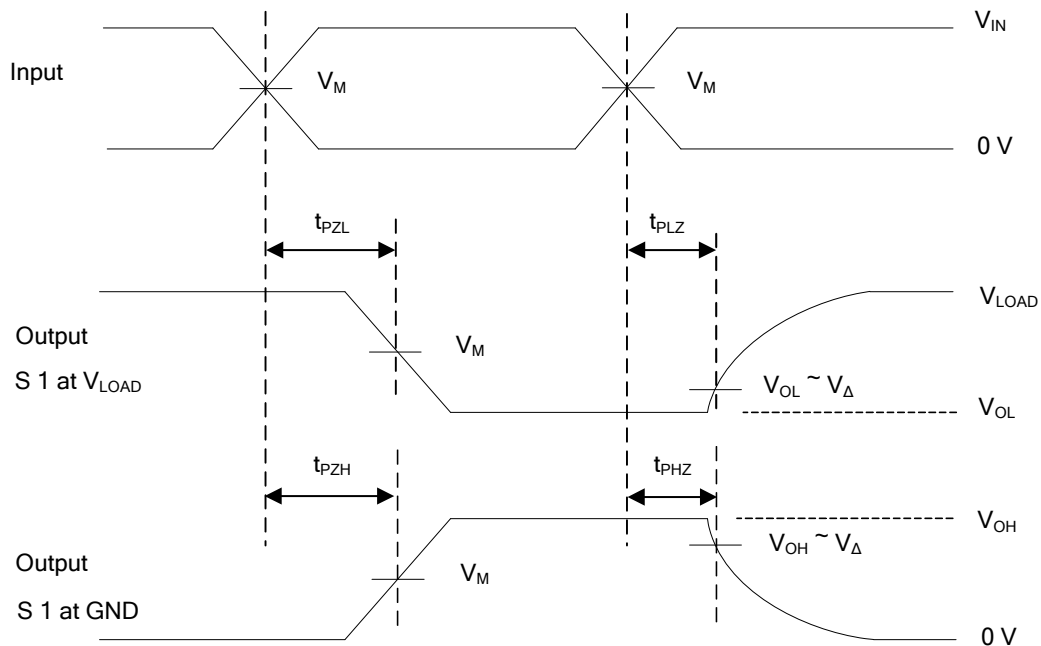 V_IN
Input
V_M V_M
0 V
t_PZL t_PLZ
V_LOAD
Output
V_M
S 1 at V_LOAD
V_OL ~ V_Δ
V_OL
t_PZH t_PHZ
V_OH
V_OH ~ V_Δ
Output
V_M
S 1 at GND
0 V